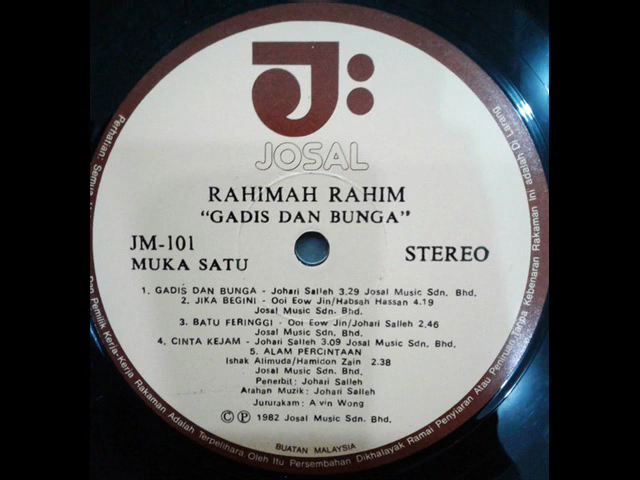 J:
JOSAL
RAHIMAH RAHIM
"GADIS DAN BUNGA"
JM-101
STEREO
MUKA SATU
1. GADIS DAN BUNGA - Johari Salleh 3.29 Josal Music Sdn. Bhd.
2. JIKA BEGINI - Ooi Eow Jin/Habsah Hassan 4.19
Josal Music Sdn. Bhd.
3. BATU FERINGGI - Ooi Eow Jin/Johari Salleh 2.46
Josal Music Sdn. Bhd.
4. CINTA KEJAM - Johari Salleh 3.09 Josal Music Sdn. Bhd.
5. ALAM PERCINTAAN
Ishak Alimuda/Hamidon Zain 2.38
Josal Music Sdn. Bhd.
Penerbit: Johari Salleh
Arahan Muzik: Johari Salleh
Jururakam: Alvin Wong
© ℗ 1982 Josal Music Sdn. Bhd.
BUATAN MALAYSIA
Perhatian: Semua Dan Pemilik Kerja-Kerja Rakaman Adalah Terpelihara Oleh Itu Persembahan Dikhalayak Ramai Penyiaran Atau Peniruan Tanpa Kebenaran Rakaman Ini adalah Di Larang